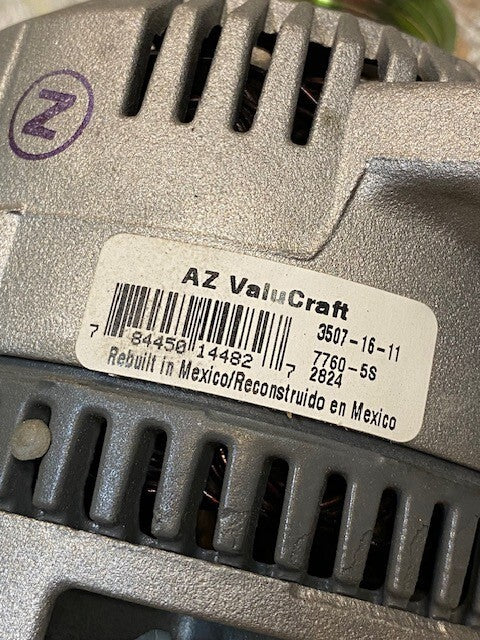 Z
AZ ValuCraft
3507-16-11
7 84450 14482 7
7760-5S
2824
Rebuilt in Mexico/Reconstruido en Mexico